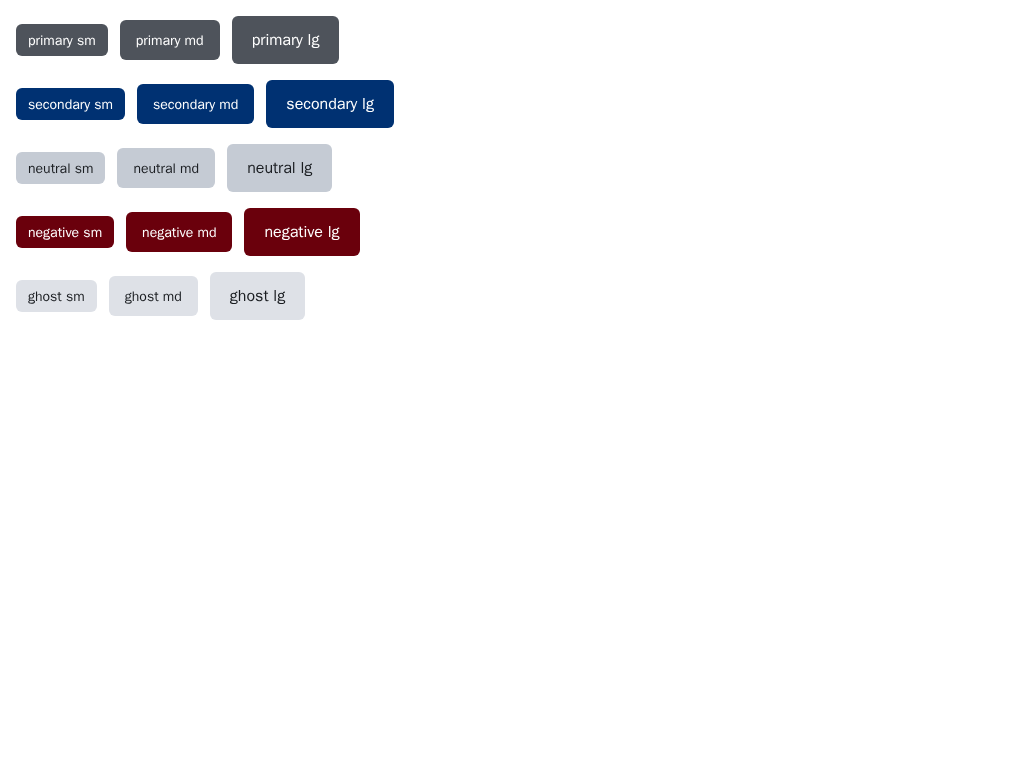 primary sm primary md primary lg
secondary sm secondary md secondary lg
neutral sm neutral md neutral lg
negative sm negative md negative lg
ghost sm ghost md ghost lg